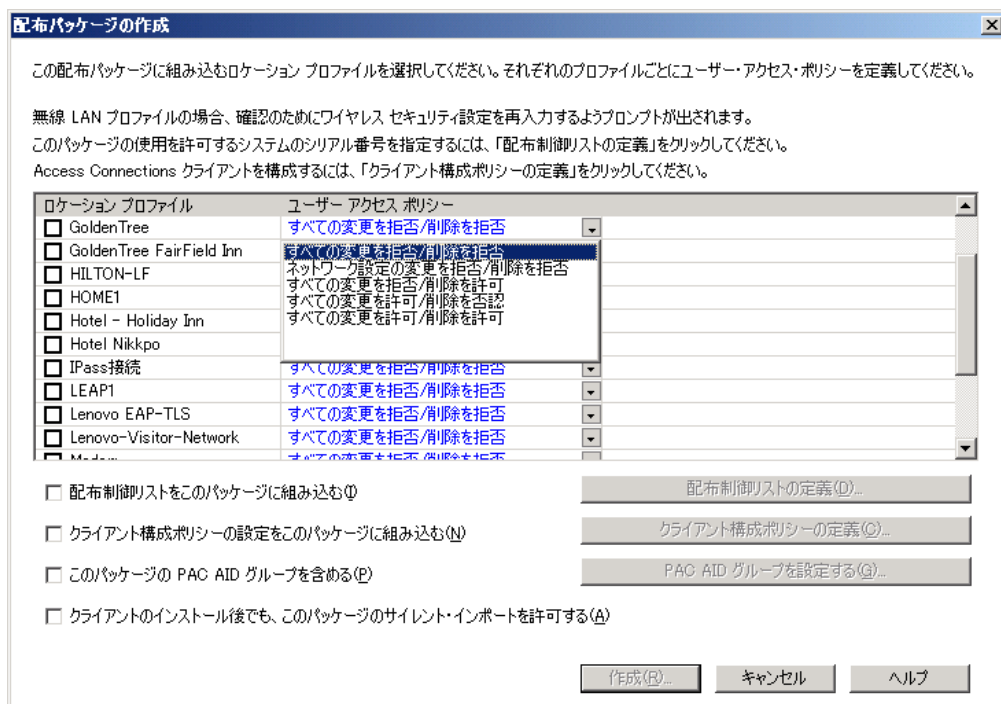 配布パッケージの作成
この配布パッケージに組み込むロケーション プロファイルを選択してください。それぞれのプロファイルごとにユーザー・アクセス・ポリシーを定義してください。
無線 LAN プロファイルの場合、確認のためにワイヤレス セキュリティ設定を再入力するようプロンプトが出されます。
このパッケージの使用を許可するシステムのシリアル番号を指定するには、「配布制御リストの定義」をクリックしてください。
Access Connections クライアントを構成するには、「クライアント構成ポリシーの定義」をクリックしてください。
ロケーション プロファイル ユーザー アクセス ポリシー
GoldenTree すべての変更を拒否/削除を拒否
GoldenTree FairField Inn すべての変更を拒否/削除を拒否
ネットワーク設定の変更を拒否/削除を拒否
HILTON-LF すべての変更を拒否/削除を許可
HOME1 すべての変更を許可/削除を否認
Hotel - Holiday Inn すべての変更を許可/削除を許可
Hotel Nikkpo
IPass接続 すべての変更を拒否/削除を拒否
LEAP1 すべての変更を拒否/削除を拒否
Lenovo EAP-TLS すべての変更を拒否/削除を拒否
Lenovo-Visitor-Network すべての変更を拒否/削除を拒否
Modem すべての変更を拒否/削除を拒否
配布制御リストをこのパッケージに組み込む(I) 配布制御リストの定義(D)...
クライアント構成ポリシーの設定をこのパッケージに組み込む(N) クライアント構成ポリシーの定義(C)...
このパッケージの PAC AID グループを含める(P) PAC AID グループを設定する(G)...
クライアントのインストール後でも、このパッケージのサイレント・インポートを許可する(A)
作成(R)... キャンセル ヘルプ